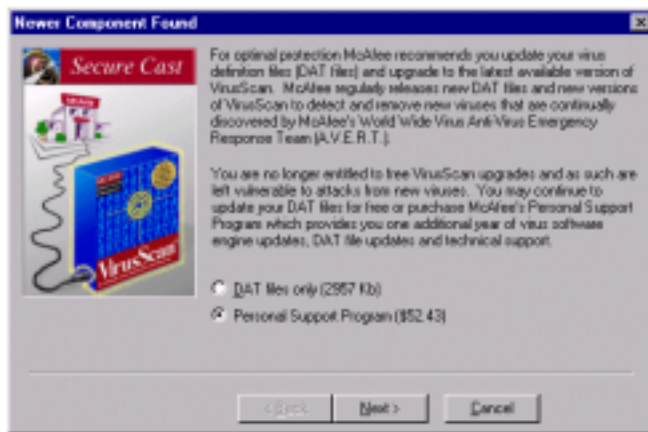 Newer Component Found
Secure Cast
For optimal protection McAfee recommends you update your virus
definition files (DAT files) and upgrade to the latest available version of
VirusScan. McAfee regularly releases new DAT files and new versions
of VirusScan to detect and remove new viruses that are continually
discovered by McAfee's World Wide Virus Anti-Virus Emergency
Response Team (A.V.E.R.T.).
You are no longer entitled to free VirusScan upgrades and as such are
left vulnerable to attacks from new viruses. You may continue to
update your DAT files for free or purchase McAfee's Personal Support
Program which provides you one additional year of virus software
engine updates, DAT file updates and technical support.
DAT files only (2957 Kb)
Personal Support Program ($52.43)
VirusScan
< Back
Next >
Cancel